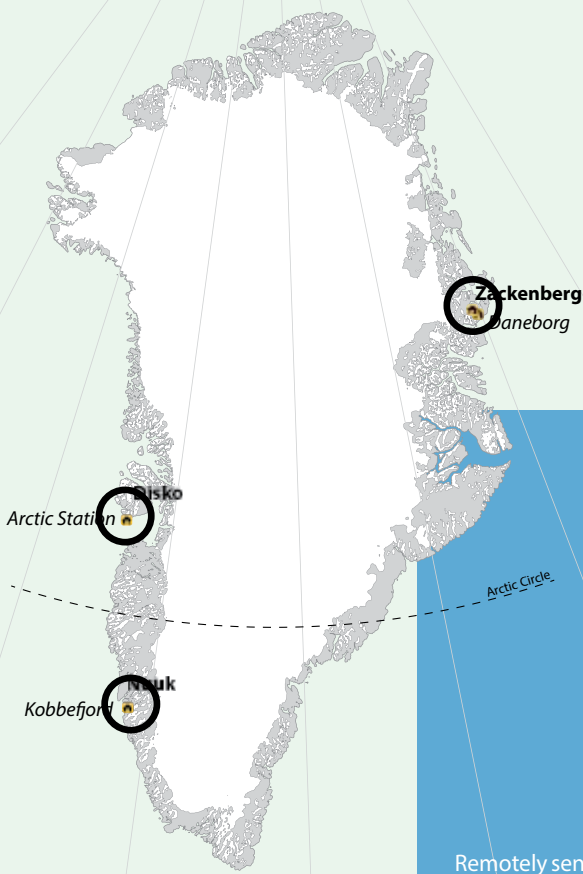 Zackenberg
Daneborg
Disko
Arctic Station
Arctic Circle
Nuuk
Kobbefjord
Remotely sen